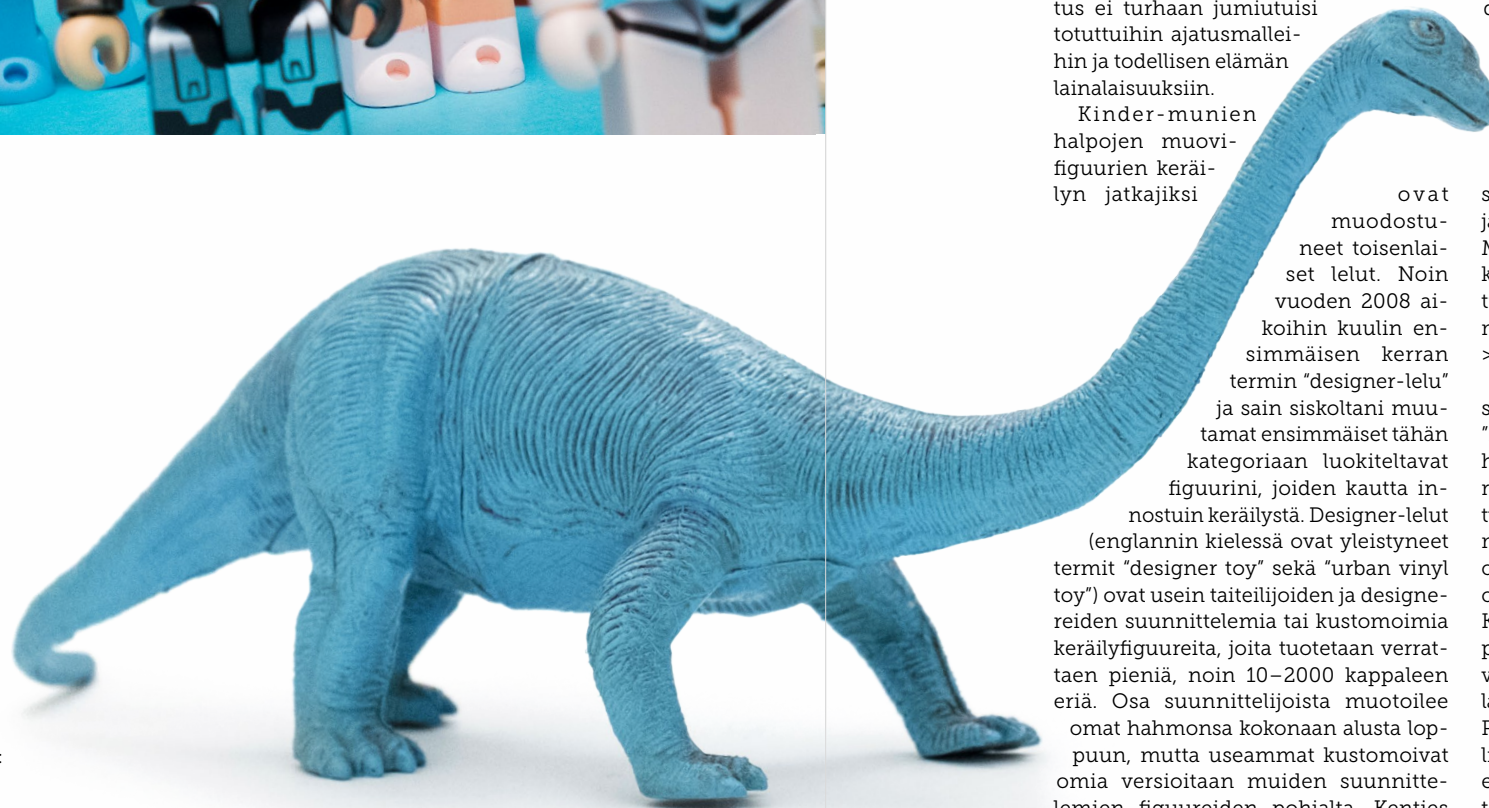 tus ei turhaan jumiutuisi
totuttuihin ajatusmallei-
hin ja todellisen elämän
lainalaisuuksiin.
Kinder-munien
halpojen muovi-
figuurien keräi-
lyn jatkajiksi ovat
muodostu-
neet toisenlai-
set lelut. Noin
vuoden 2008 ai-
koihin kuulin en-
simmäisen kerran
termin ”designer-lelu”
ja sain siskoltani muu-
tamat ensimmäiset tähän
kategoriaan luokiteltavat
figuurini, joiden kautta in-
nostuin keräilystä. Designer-lelut
(englannin kielessä ovat yleistyneet
termit ”designer toy” sekä ”urban vinyl
toy”) ovat usein taiteilijoiden ja designe-
reiden suunnittelemia tai kustomoimia
keräilyfiguureita, joita tuotetaan verrat-
taen pieniä, noin 10–2000 kappaleen
eriä. Osa suunnittelijoista muotoilee
omat hahmonsa kokonaan alusta lop-
puun, mutta useammat kustomoivat
omia versioitaan muiden suunnitte-
lemien figuureiden pohjalta. Kenties